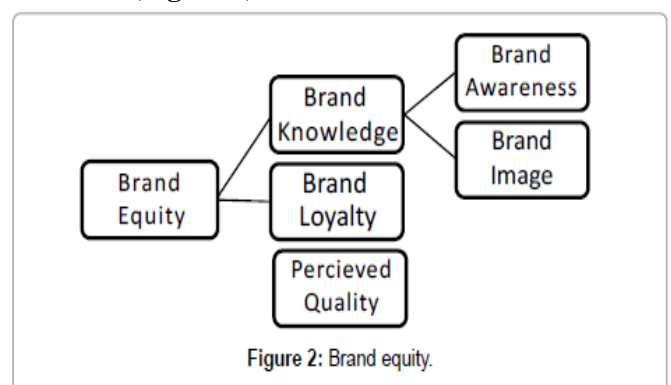 Brand
Equity
Brand
Knowledge
Brand
Loyalty
Percieved
Quality
Brand
Awareness
Brand
Image
Figure 2: Brand equity.